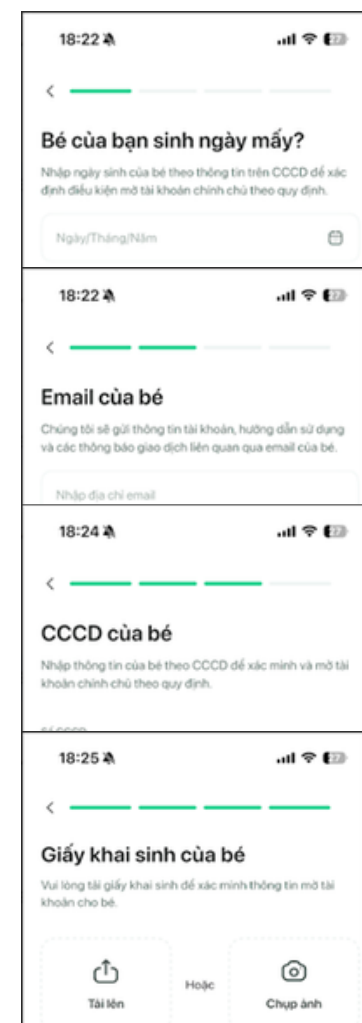 18:22
27
Bé của bạn sinh ngày mấy?
Nhập ngày sinh của bé theo thông tin trên CCCD để xác
định điều kiện mở tài khoản chính chủ theo quy định.
Ngày/Tháng/Năm
18:22
27
Email của bé
Chúng tôi sẽ gửi thông tin tài khoản, hướng dẫn sử dụng
và các thông báo giao dịch liên quan qua email của bé.
Nhập địa chỉ email
18:24
27
CCCD của bé
Nhập thông tin của bé theo CCCD để xác minh và mở tài
khoản chính chủ theo quy định.
Số CCCD
18:25
27
Giấy khai sinh của bé
Vui lòng tải giấy khai sinh để xác minh thông tin mở tài
khoản cho bé.
Tải lên
Hoặc
Chụp ảnh